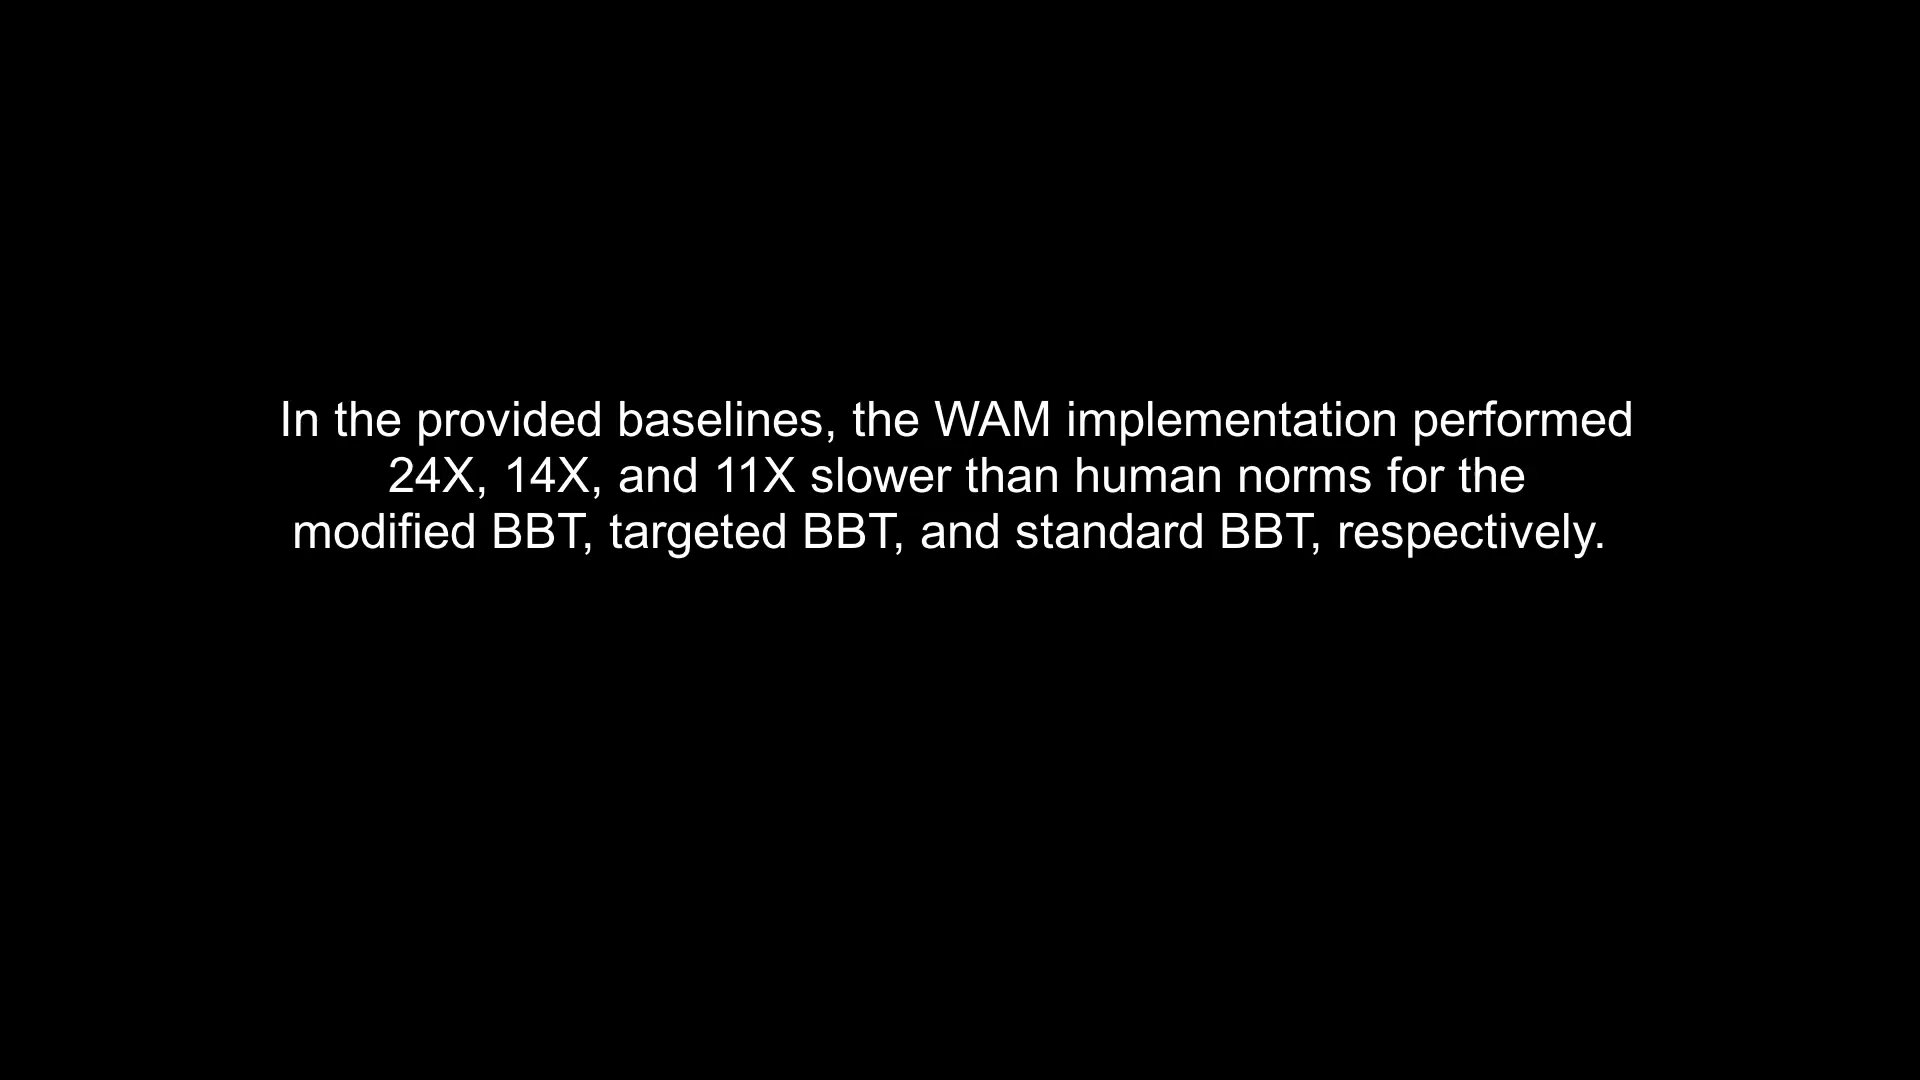 In the provided baselines, the WAM implementation performed
24X, 14X, and 11X slower than human norms for the
modified BBT, targeted BBT, and standard BBT, respectively.